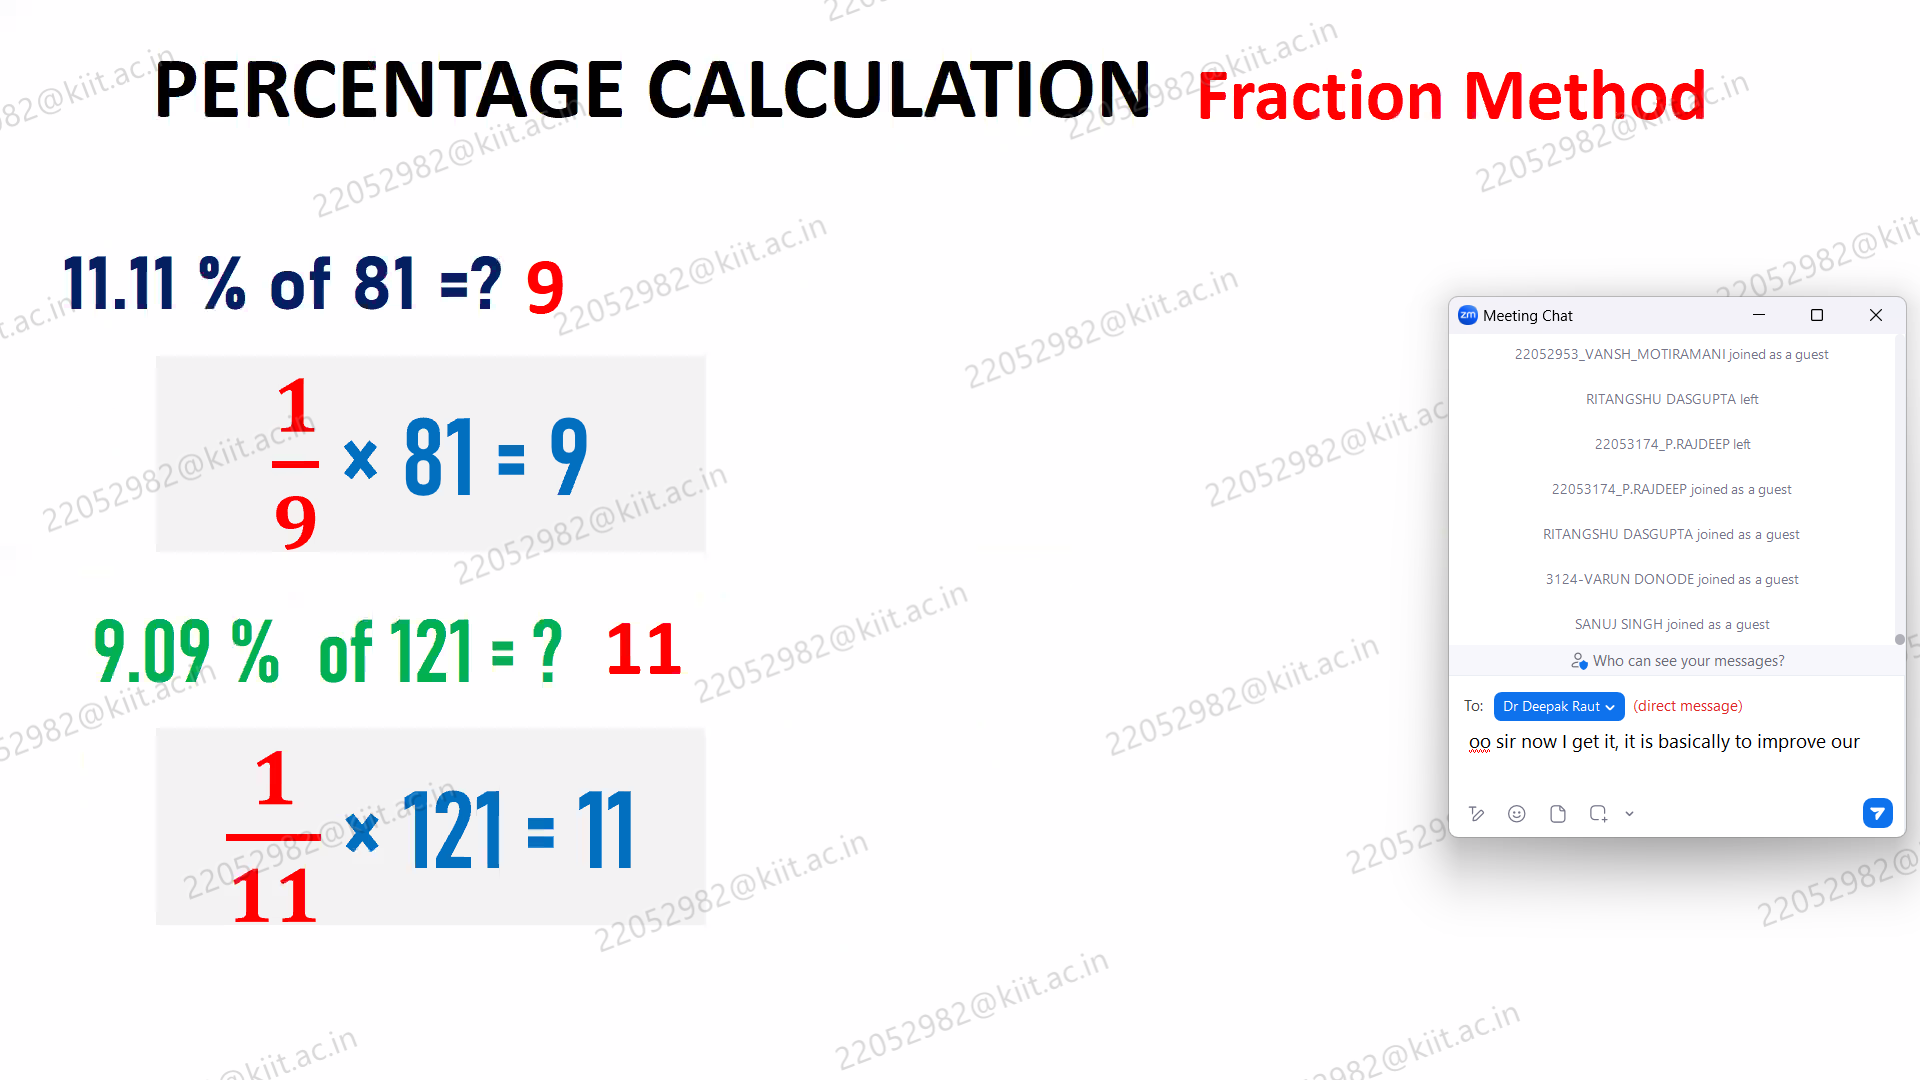 PERCENTAGE CALCULATION Fraction Method
11.11 % of 81 =? 9
1
9
× 81 = 9
9.09 % of 121 = ? 11
1
11
× 121 = 11
zm Meeting Chat
22052953_VANSH_MOTIRAMANI joined as a guest
RITANGSHU DASGUPTA left
22053174_P.RAJDEEP left
22053174_P.RAJDEEP joined as a guest
RITANGSHU DASGUPTA joined as a guest
3124-VARUN DONODE joined as a guest
SANUJ SINGH joined as a guest
Who can see your messages?
To: Dr Deepak Raut (direct message)
oo sir now I get it, it is basically to improve our
22052982@kiit.ac.in